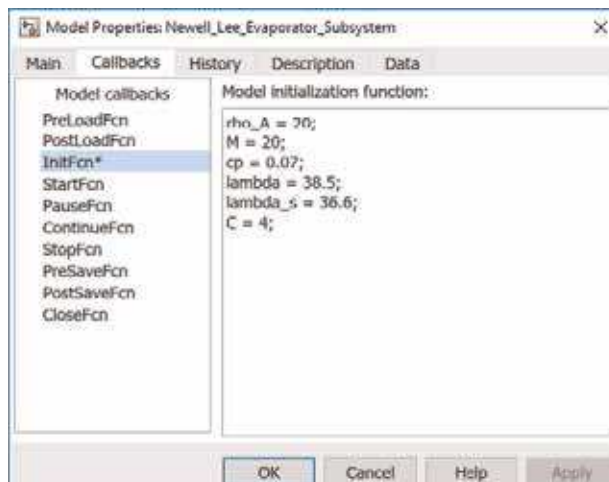 Model Properties: Newell_Lee_Evaporator_Subsystem
Main Callbacks History Description Data
Model callbacks
PreLoadFcn
PostLoadFcn
InitFcn*
StartFcn
PauseFcn
ContinueFcn
StopFcn
PreSaveFcn
PostSaveFcn
CloseFcn
Model initialization function:
rho_A = 20;
M = 20;
cp = 0.07;
lambda = 38.5;
lambda_s = 36.6;
C = 4;
OK Cancel Help Apply